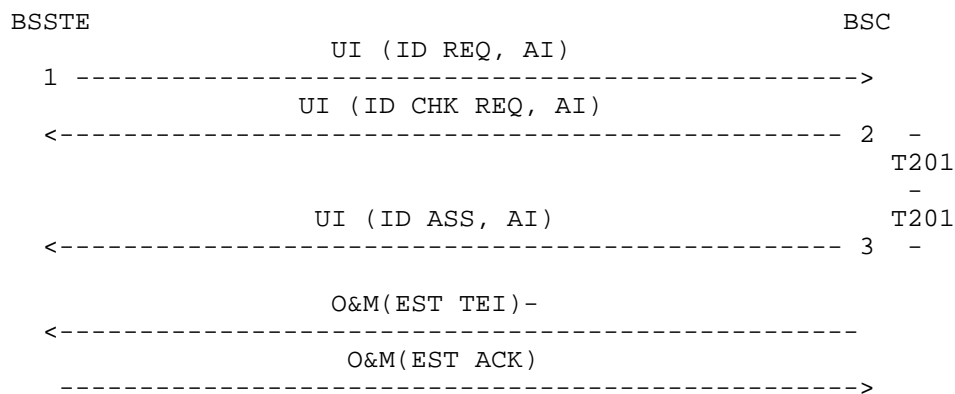 BSSTE BSC
UI (ID REQ, AI)
1 ------------------------------------------------->
UI (ID CHK REQ, AI)
<------------------------------------------------- 2 -
T201
-
UI (ID ASS, AI) T201
<------------------------------------------------- 3 -
O&M(EST TEI)-
<--------------------------------------------------
O&M(EST ACK)
-------------------------------------------------->